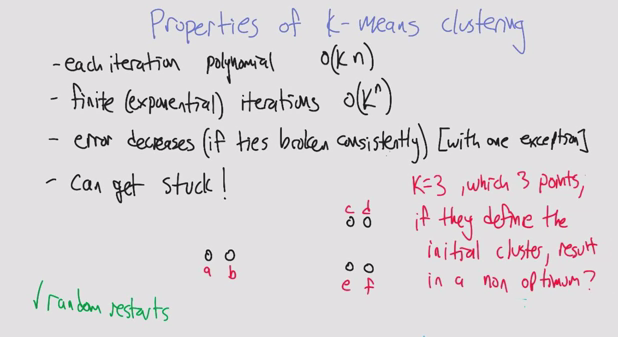 Properties of K-means clustering
- each iteration polynomial O(kn)
- finite (exponential) iterations O(kⁿ)
- error decreases (if ties broken consistently) [with one exception]
- can get stuck!
K=3, which 3 points,
if they define the
initial cluster, result
in a non optimum?
c d
a b
e f
√ random restarts